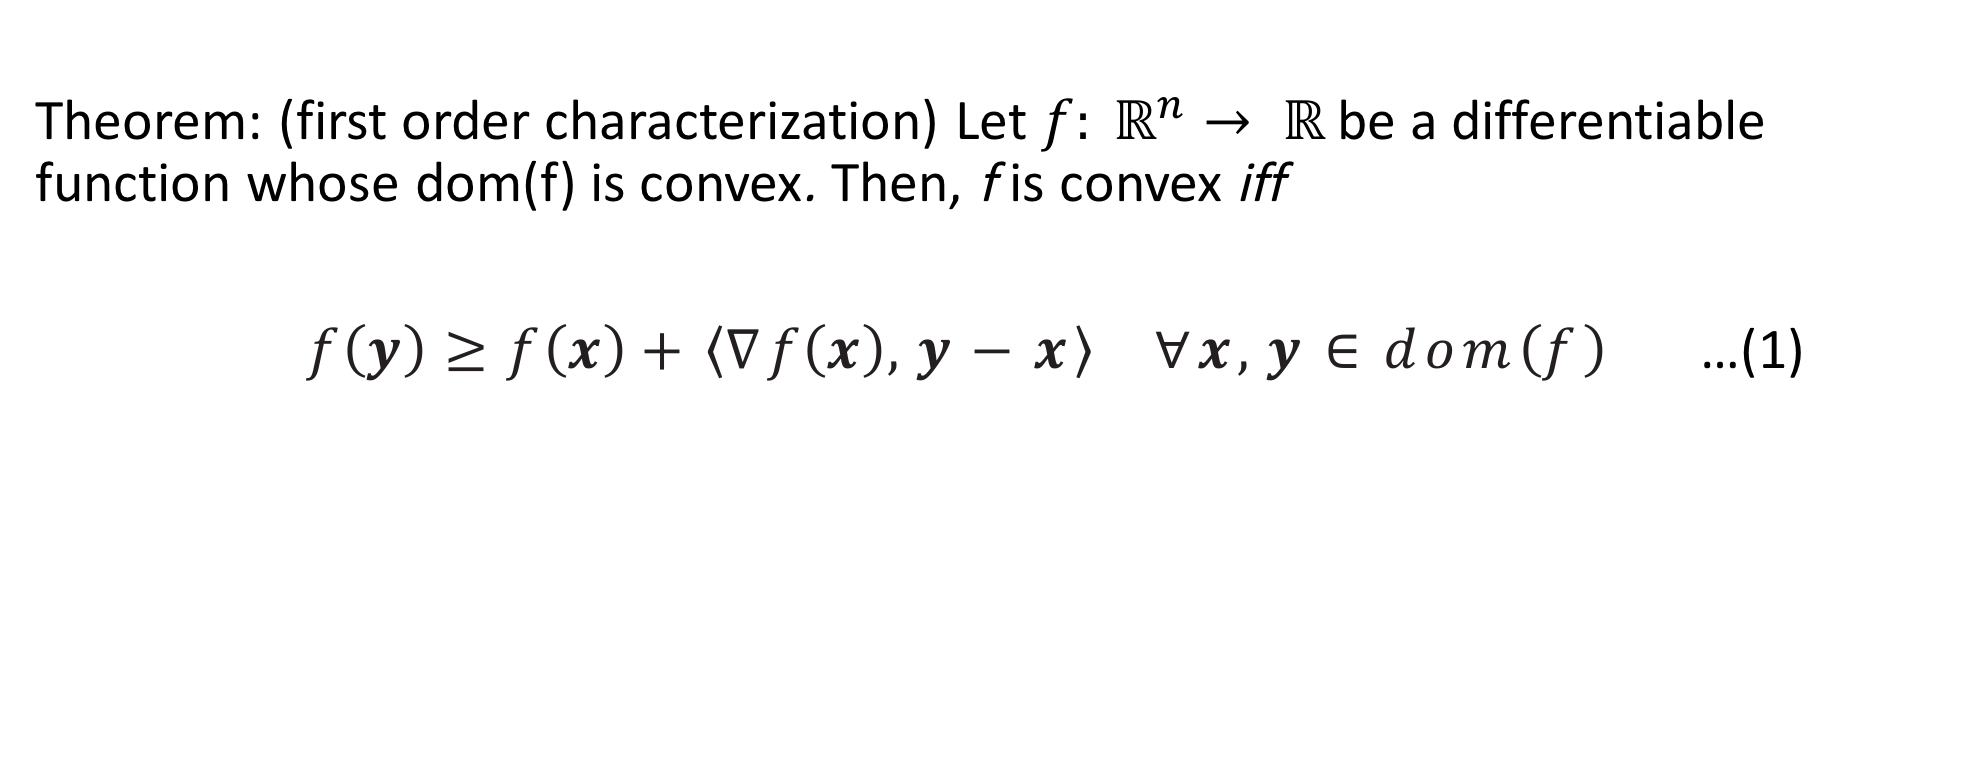 Theorem: (first order characterization) Let 𝑓: ℝⁿ → ℝ be a differentiable
function whose dom(f) is convex. Then, f is convex iff
𝑓(𝒚) ≥ 𝑓(𝒙) + ⟨∇𝑓(𝒙), 𝒚 − 𝒙⟩ ∀𝒙, 𝒚 ∈ 𝑑𝑜𝑚(𝑓) ...(1)